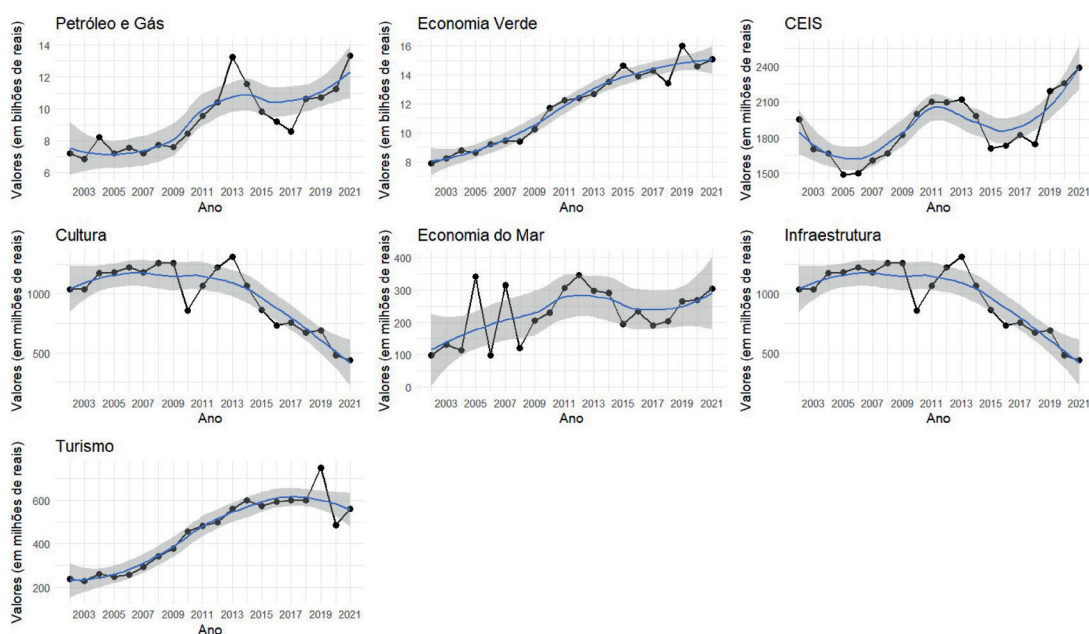 Petróleo e Gás
Valores (em bilhões de reais)
14
12
10
8
6
2003 2005 2007 2009 2011 2013 2015 2017 2019 2021
Ano
Economia Verde
Valores (em bilhões de reais)
16
14
12
10
8
2003 2005 2007 2009 2011 2013 2015 2017 2019 2021
Ano
CEIS
Valores (em milhões de reais)
2400
2100
1800
1500
2003 2005 2007 2009 2011 2013 2015 2017 2019 2021
Ano
Cultura
Valores (em milhões de reais)
1000
500
2003 2005 2007 2009 2011 2013 2015 2017 2019 2021
Ano
Economia do Mar
Valores (em milhões de reais)
400
300
200
100
0
2003 2005 2007 2009 2011 2013 2015 2017 2019 2021
Ano
Infraestrutura
Valores (em milhões de reais)
1000
500
2003 2005 2007 2009 2011 2013 2015 2017 2019 2021
Ano
Turismo
Valores (em milhões de reais)
600
400
200
2003 2005 2007 2009 2011 2013 2015 2017 2019 2021
Ano